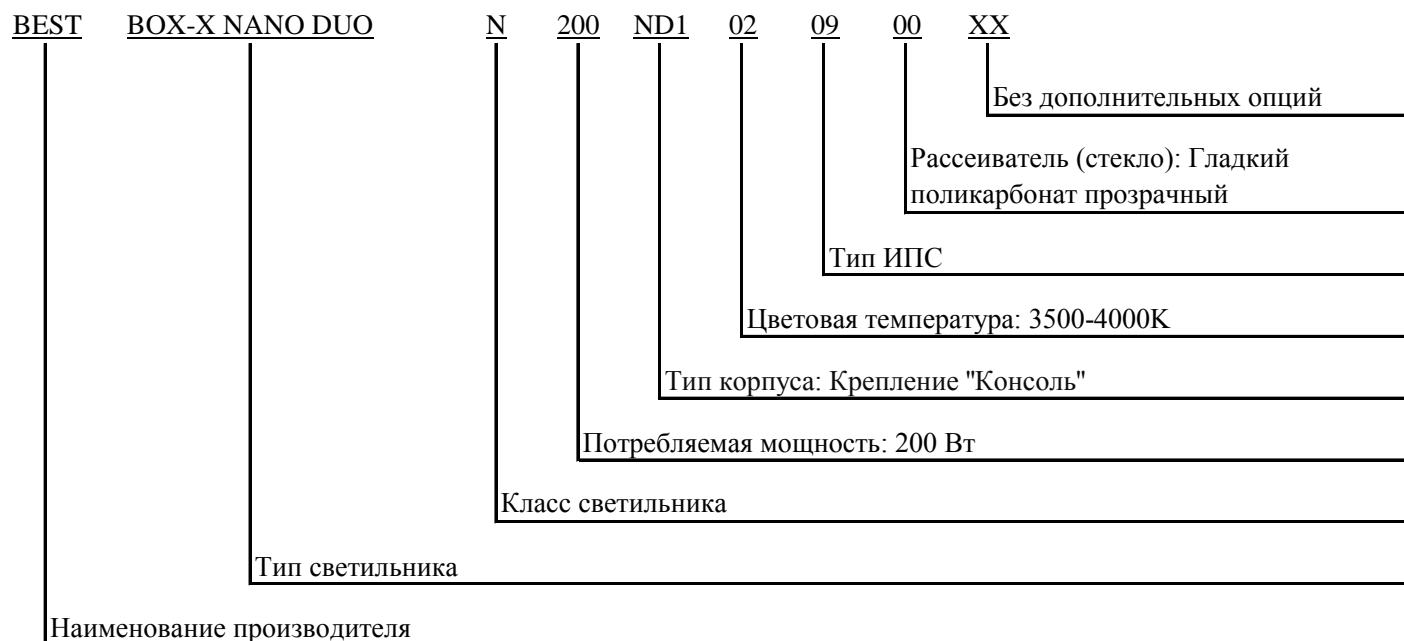 BEST BOX-X NANO DUO N 200 ND1 02 09 00 XX
Без дополнительных опций
Рассеиватель (стекло): Гладкий
поликарбонат прозрачный
Тип ИПС
Цветовая температура: 3500-4000K
Тип корпуса: Крепление "Консоль"
Потребляемая мощность: 200 Вт
Класс светильника
Тип светильника
Наименование производителя